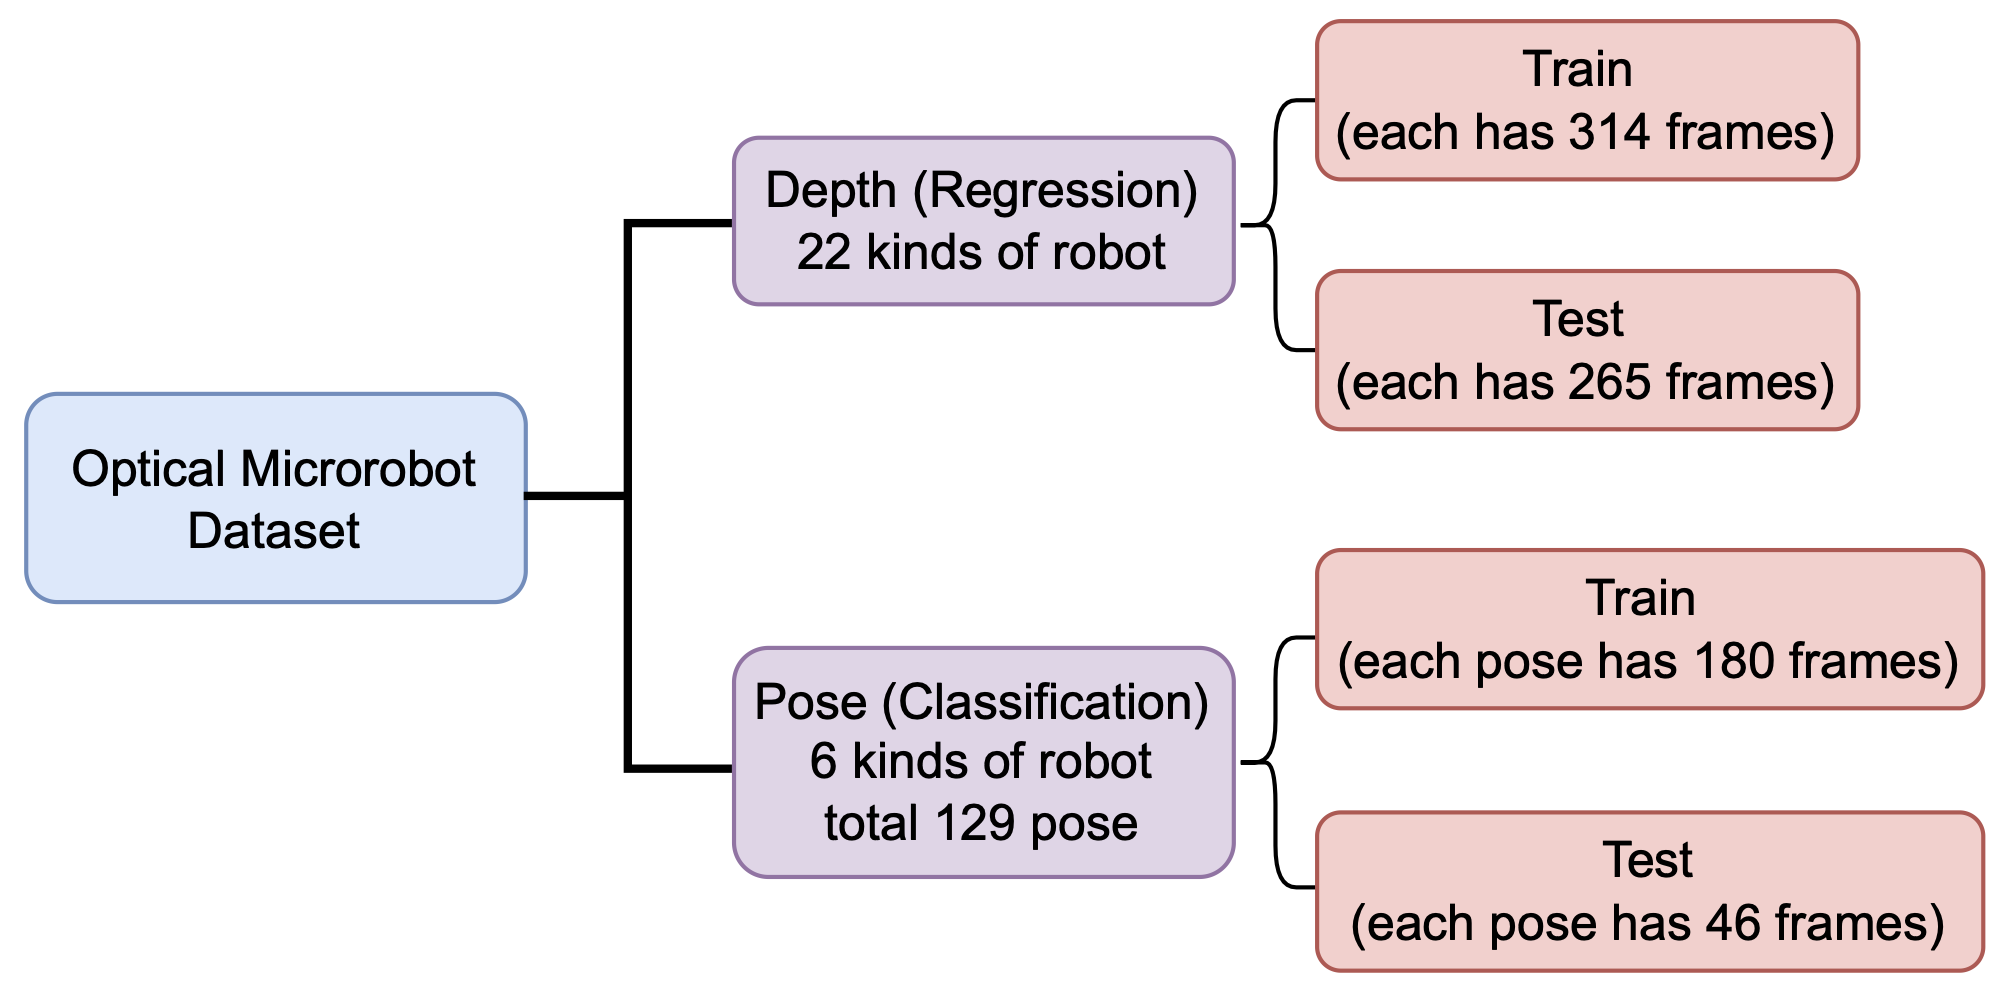 Optical Microrobot
Dataset
Depth (Regression)
22 kinds of robot
Train
(each has 314 frames)
Test
(each has 265 frames)
Pose (Classification)
6 kinds of robot
total 129 pose
Train
(each pose has 180 frames)
Test
(each pose has 46 frames)